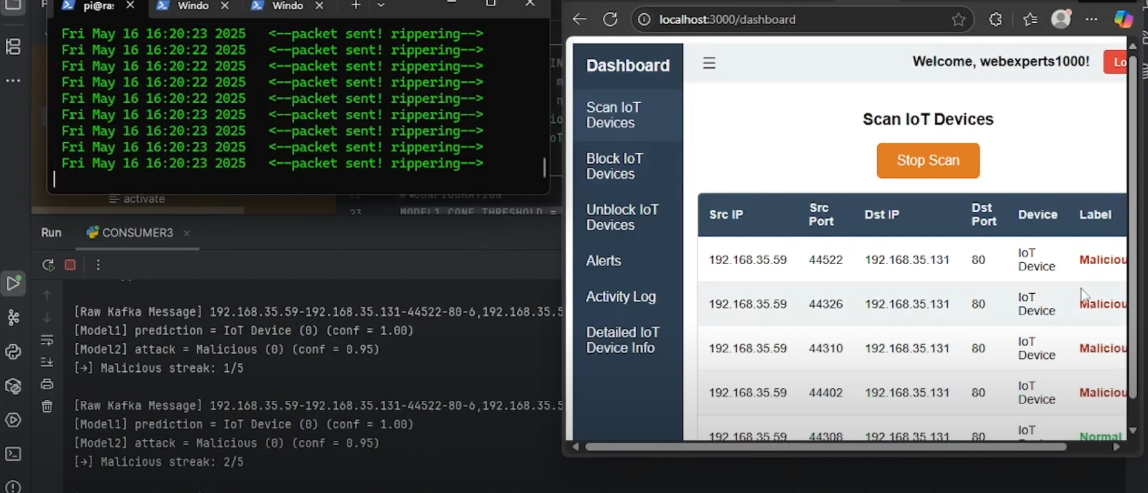 pi@ra:
Windo
Windo
Fri May 16 16:20:23 2025 <--packet sent! rippering-->
Fri May 16 16:20:22 2025 <--packet sent! rippering-->
Fri May 16 16:20:22 2025 <--packet sent! rippering-->
Fri May 16 16:20:22 2025 <--packet sent! rippering-->
Fri May 16 16:20:22 2025 <--packet sent! rippering-->
Fri May 16 16:20:23 2025 <--packet sent! rippering-->
Fri May 16 16:20:23 2025 <--packet sent! rippering-->
Fri May 16 16:20:23 2025 <--packet sent! rippering-->
Fri May 16 16:20:23 2025 <--packet sent! rippering-->
activate
23
MODEL1_CONF_THRESHOLD =
Run
CONSUMER3
[Raw Kafka Message] 192.168.35.59-192.168.35.131-44522-80-6,192.168.35.5
[Model1] prediction = IoT Device (0) (conf = 1.00)
[Model2] attack = Malicious (0) (conf = 0.95)
[→] Malicious streak: 1/5
[Raw Kafka Message] 192.168.35.59-192.168.35.131-44522-80-6,192.168.35.5
[Model1] prediction = IoT Device (0) (conf = 1.00)
[Model2] attack = Malicious (0) (conf = 0.95)
[→] Malicious streak: 2/5
localhost:3000/dashboard
Dashboard
Scan IoT
Devices
Block IoT
Devices
Unblock IoT
Devices
Alerts
Activity Log
Detailed IoT
Device Info
Welcome, webexperts1000!
Lo
Scan IoT Devices
Stop Scan
Src IP Src Port Dst IP Dst Port Device Label
192.168.35.59 44522 192.168.35.131 80 IoT Device Maliciou
192.168.35.59 44326 192.168.35.131 80 IoT Device Maliciou
192.168.35.59 44310 192.168.35.131 80 IoT Device Maliciou
192.168.35.59 44402 192.168.35.131 80 IoT Device Maliciou
192.168.35.59 44308 192.168.35.131 80 IoT Normal